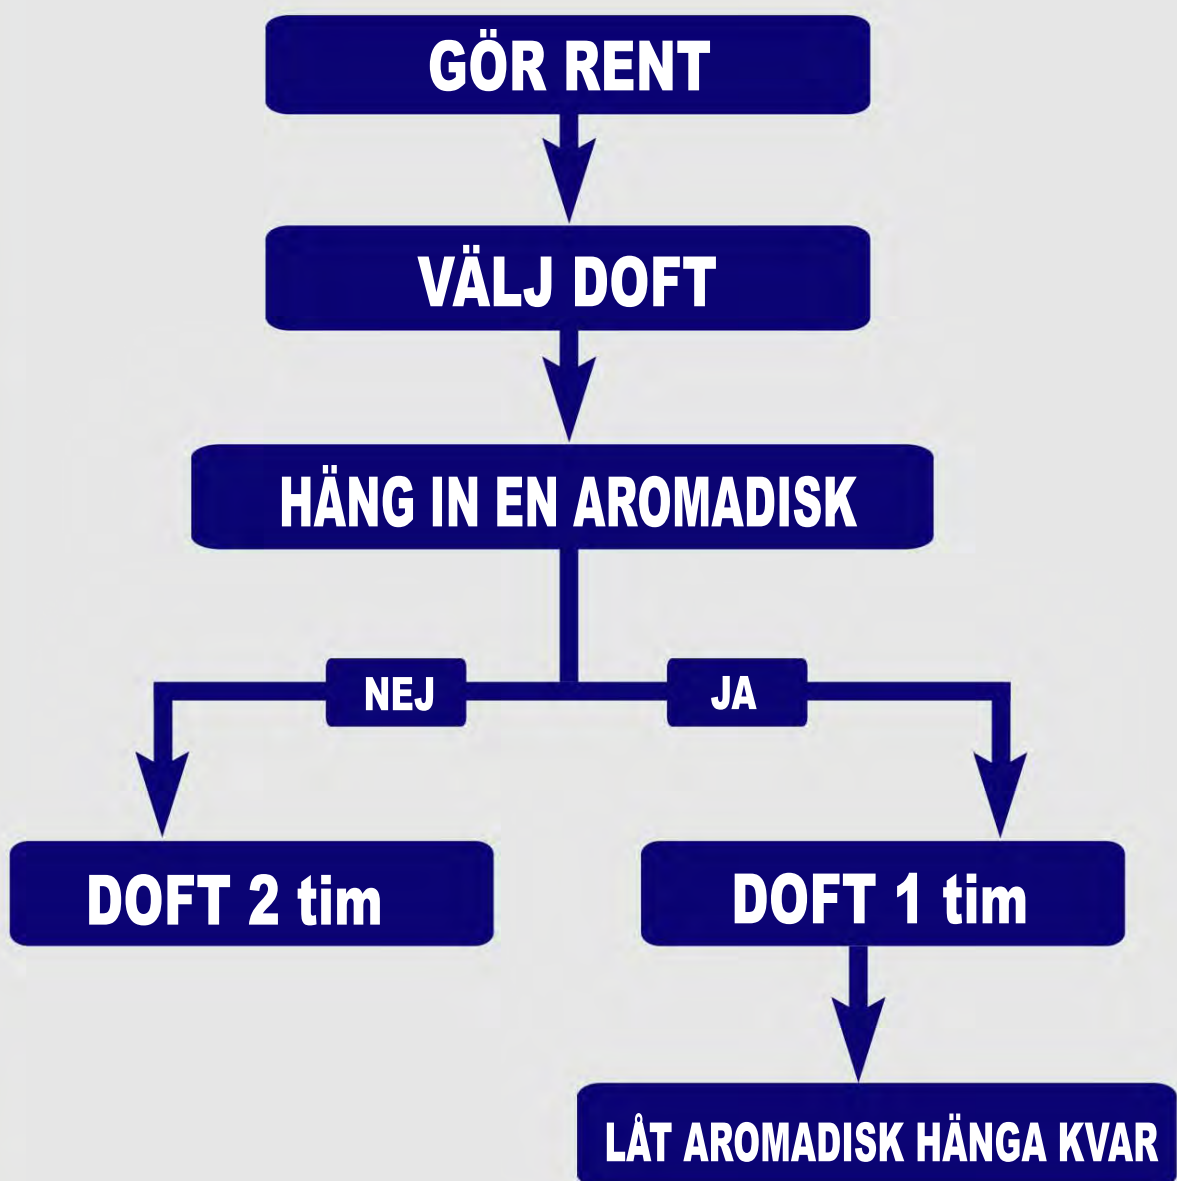 GÖR RENT
VÄLJ DOFT
HÄNG IN EN AROMADISK
NEJ
JA
DOFT 2 tim
DOFT 1 tim
LÅT AROMADISK HÄNGA KVAR